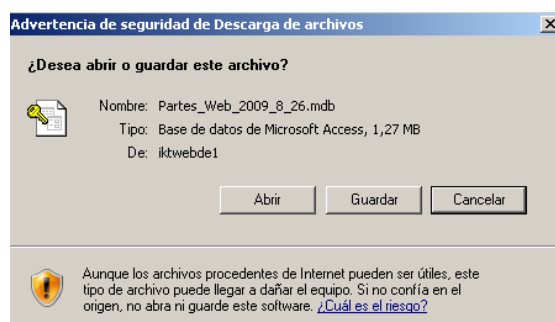 Advertencia de seguridad de Descarga de archivos
¿Desea abrir o guardar este archivo?
Nombre: Partes_Web_2009_8_26.mdb
Tipo: Base de datos de Microsoft Access, 1,27 MB
De: iktwebde1
Abrir Guardar Cancelar
Aunque los archivos procedentes de Internet pueden ser útiles, este
tipo de archivo puede llegar a dañar el equipo. Si no confía en el
origen, no abra ni guarde este software. ¿Cuál es el riesgo?